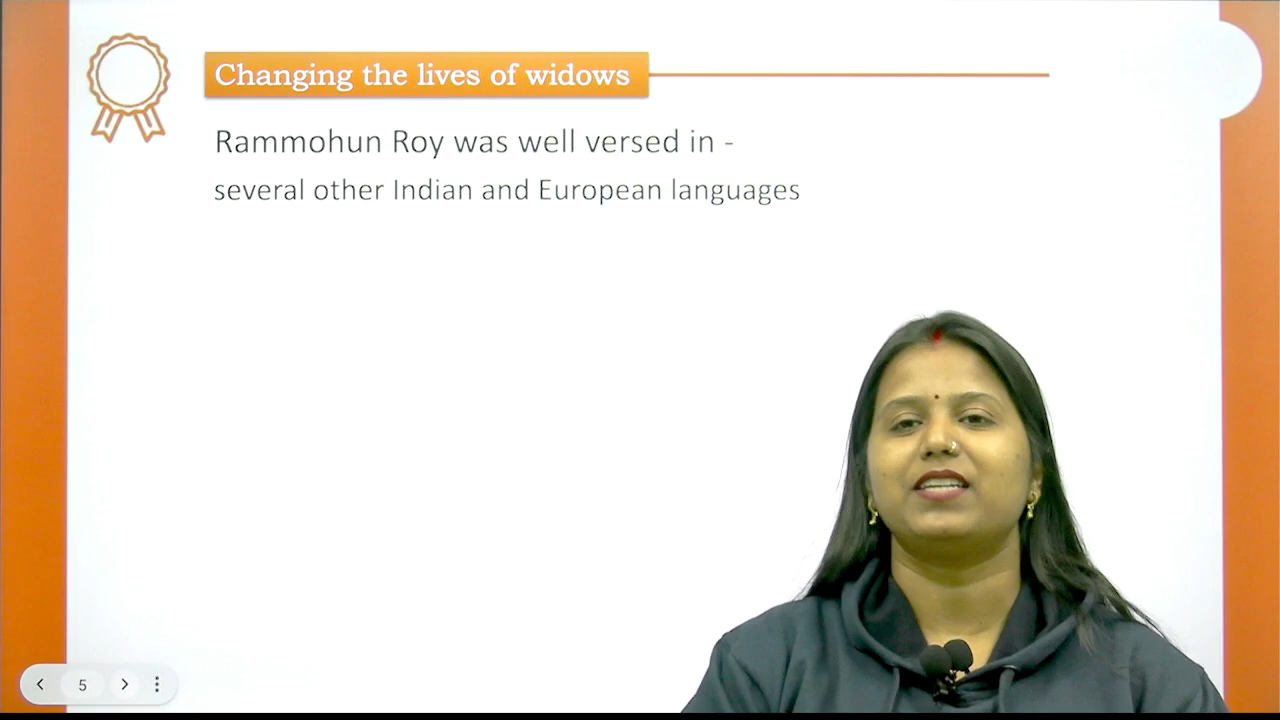 Changing the lives of widows
Rammohun Roy was well versed in -
several other Indian and European languages
5